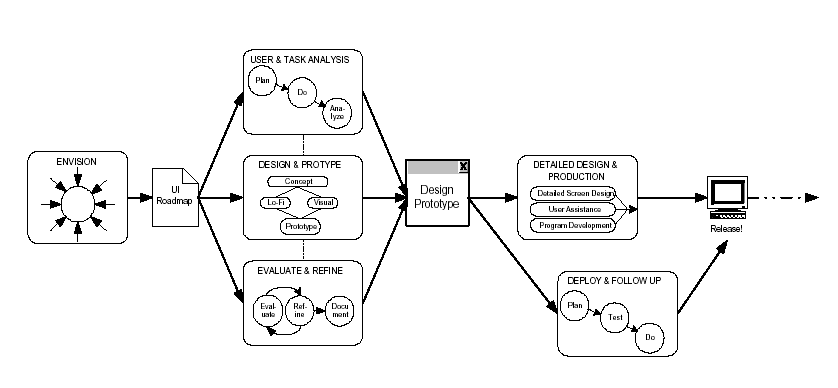 ENVISION
UI
Roadmap
USER & TASK ANALYSIS
Plan
Do
Ana-
lyze
DESIGN & PROTYPE
Concept
Lo-Fi
Visual
Prototype
EVALUATE & REFINE
Eval-
uate
Ref-
ine
Docu
ment
X
Design
Prototype
DETAILED DESIGN &
PRODUCTION
Detailed Screen Design
User Assistance
Program Development
DEPLOY & FOLLOW UP
Plan
Test
Do
Release!